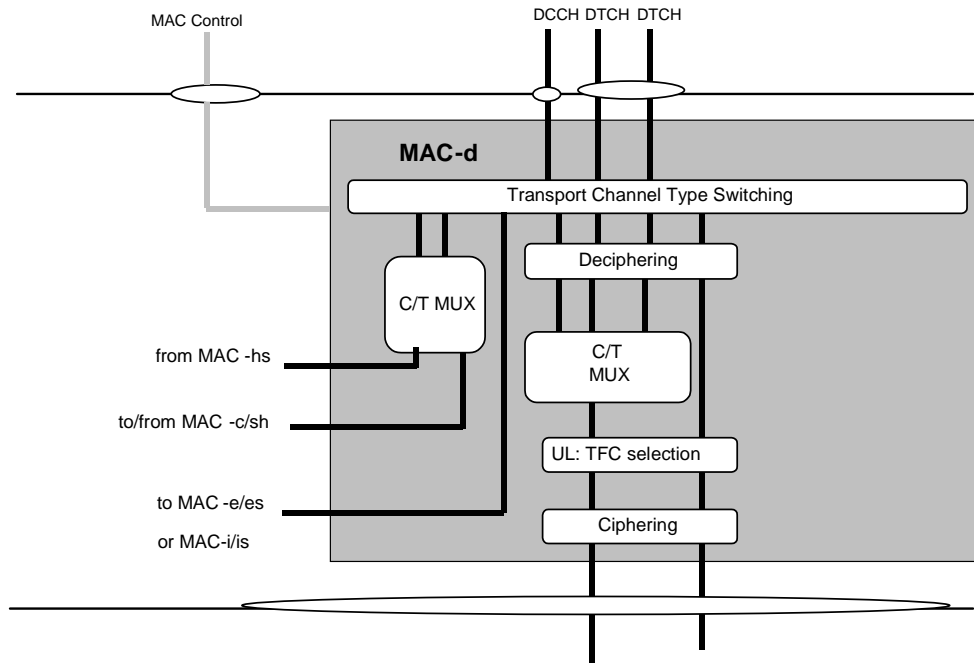 MAC Control
DCCH DTCH DTCH
MAC-d
Transport Channel Type Switching
Deciphering
C/T MUX
from MAC -hs
C/T
MUX
to/from MAC -c/sh
UL: TFC selection
to MAC -e/es
or MAC-i/is
Ciphering